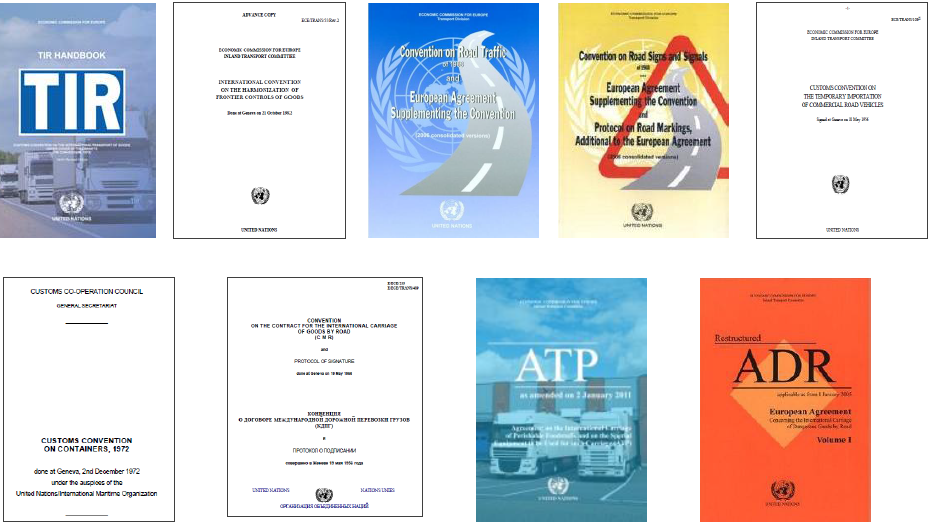 ECONOMIC COMMISSION FOR EUROPE
TIR HANDBOOK
TIR
CUSTOMS CONVENTION ON THE INTERNATIONAL TRANSPORT OF GOODS
UNITED NATIONS
ADVANCE COPY
ECONOMIC COMMISSION FOR EUROPE
INLAND TRANSPORT COMMITTEE
INTERNATIONAL CONVENTION
ON THE HARMONIZATION OF
FRONTIER CONTROLS OF GOODS
Done at Geneva on 21 October 1982
UNITED NATIONS
ECONOMIC COMMISSION FOR EUROPE
Transport Division
Convention on Road Traffic
of 1968
and
European Agreement
Supplementing the Convention
(2006 consolidated versions)
UNITED NATIONS
ECONOMIC COMMISSION FOR EUROPE
Transport Division
Convention on Road Signs and Signals
of 1968
European Agreement
Supplementing the Convention
and
Protocol on Road Markings,
Additional to the European Agreement
(2006 consolidated versions)
UNITED NATIONS
ECONOMIC COMMISSION FOR EUROPE
INLAND TRANSPORT COMMITTEE
CUSTOMS CONVENTION ON
THE TEMPORARY IMPORTATION
OF COMMERCIAL ROAD VEHICLES
Signed at Geneva on 18 May 1956
UNITED NATIONS
CUSTOMS CO-OPERATION COUNCIL
GENERAL SECRETARIAT
CUSTOMS CONVENTION
ON CONTAINERS, 1972
done at Geneva, 2nd December 1972
under the auspices of the
United Nations/International Maritime Organization
CONVENTION
ON THE CONTRACT FOR THE INTERNATIONAL CARRIAGE
OF GOODS BY ROAD
(C M R)
and
PROTOCOL OF SIGNATURE
done at Geneva on 19 May 1956
КОНВЕНЦИЯ
О ДОГОВОРЕ МЕЖДУНАРОДНОЙ ДОРОЖНОЙ ПЕРЕВОЗКИ ГРУЗОВ
(КДПГ)
и
ПРОТОКОЛ О ПОДПИСАНИИ
совершено в Женеве 19 мая 1956 года
UNITED NATIONS NATIONS UNIES
ОРГАНИЗАЦИЯ ОБЪЕДИНЕННЫХ НАЦИЙ
ECONOMIC COMMISSION FOR EUROPE
Inland Transport Committee
ATP
as amended on 2 January 2011
Agreement on the International Carriage
of Perishable Foodstuffs and on the Special
Equipment to be Used for such Carriage (ATP)
UNITED NATIONS
ECONOMIC COMMISSION FOR EUROPE
Inland Transport Committee
Restructured
ADR
applicable as from 1 January 2005
European Agreement
Concerning the International Carriage
of Dangerous Goods by Road
Volume I
UNITED NATIONS